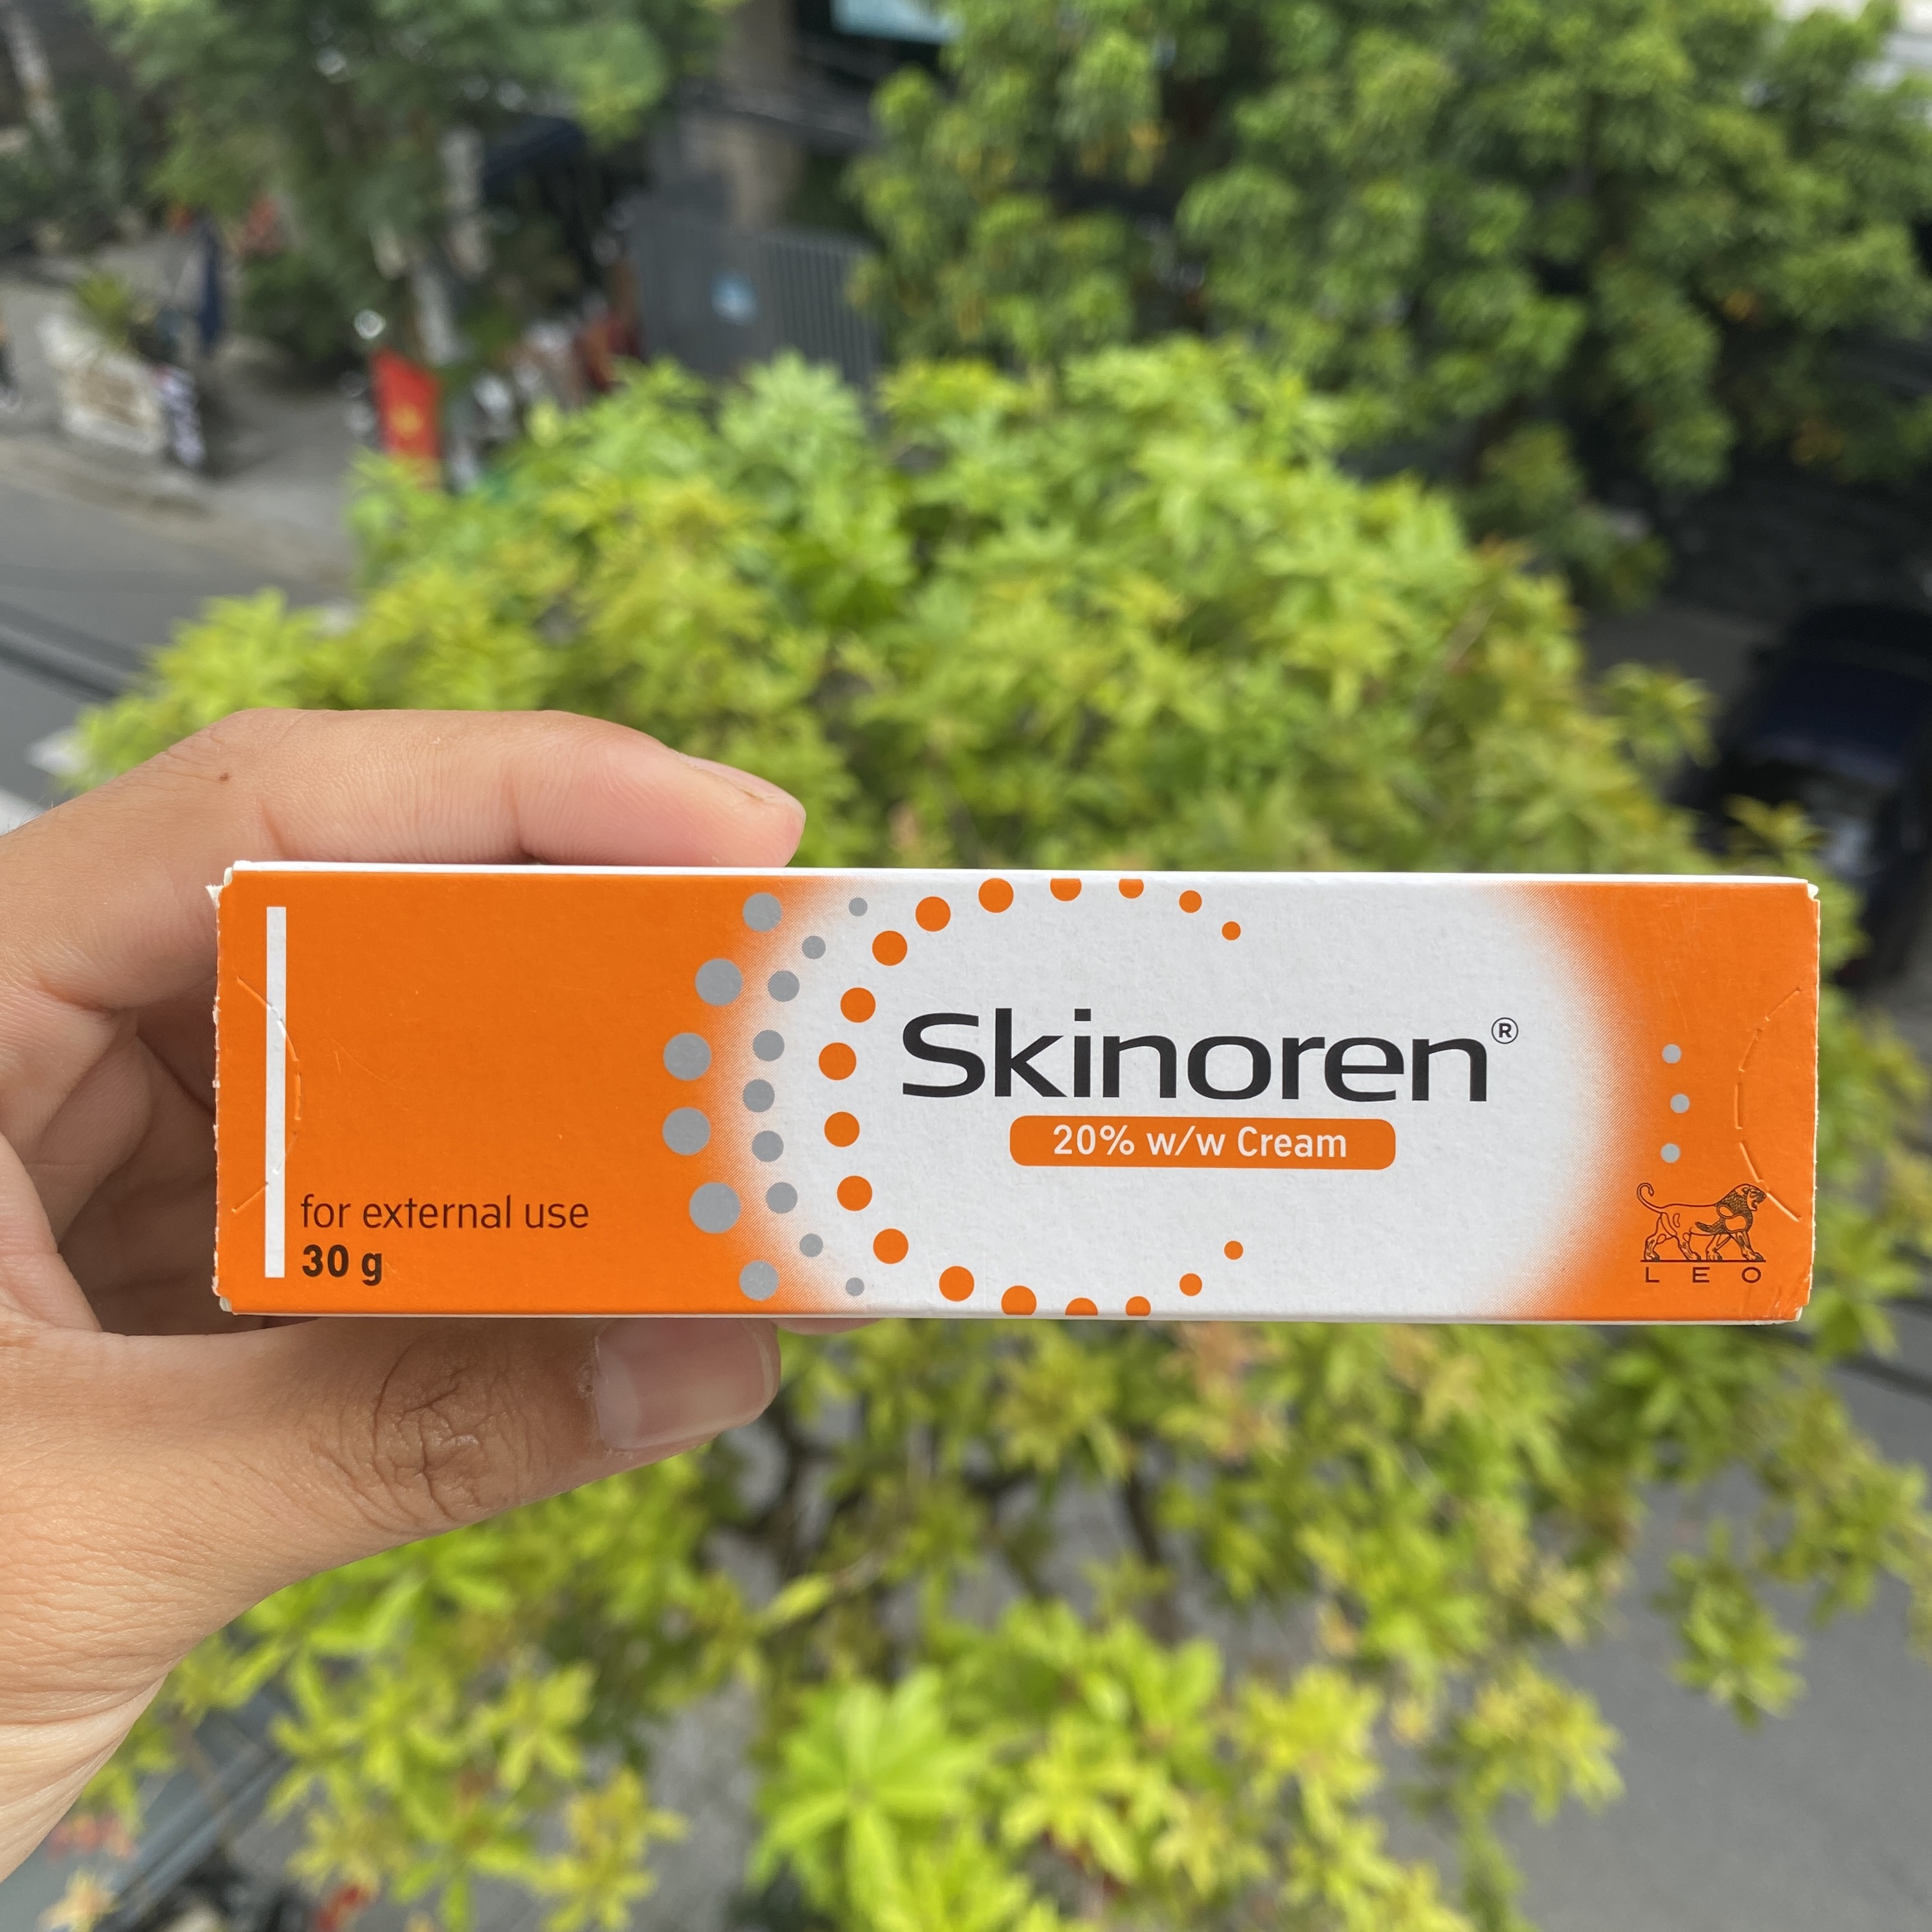 Skinoren®
20% w/w Cream
for external use
30 g
LEO